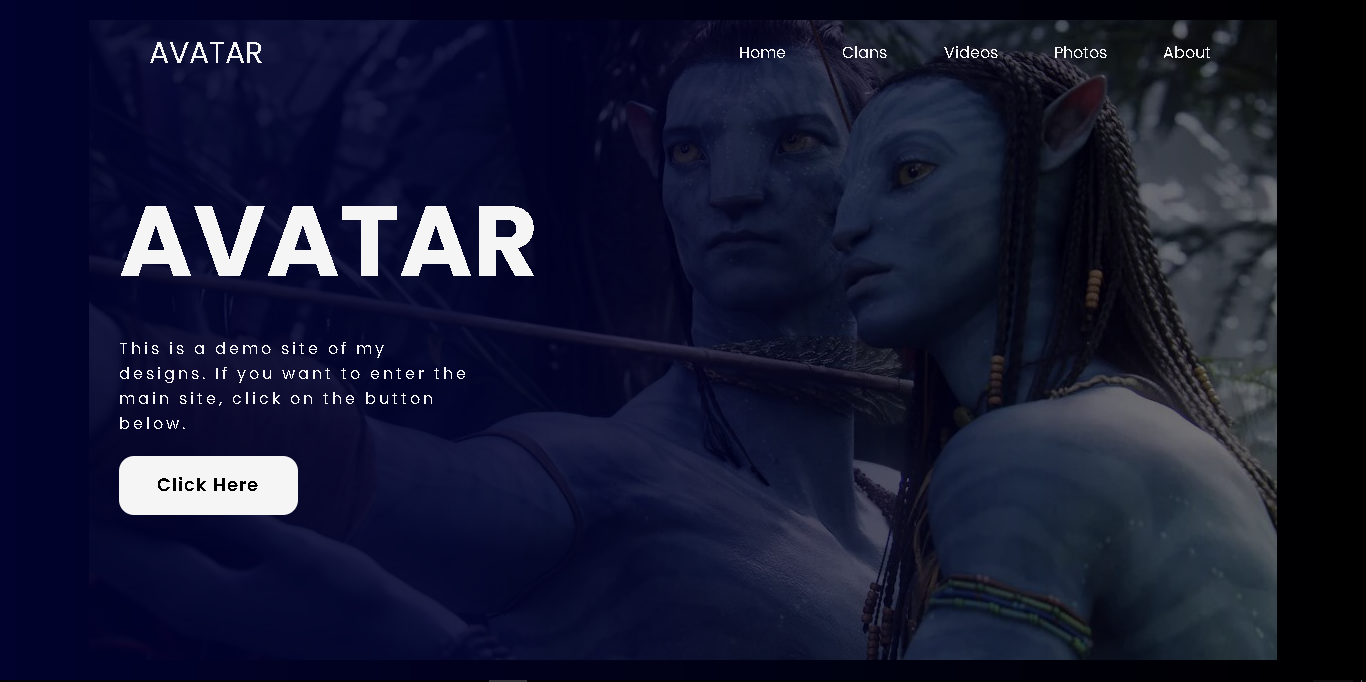 AVATAR
Home Clans Videos Photos About
AVATAR
This is a demo site of my
designs. If you want to enter the
main site, click on the button
below.
Click Here